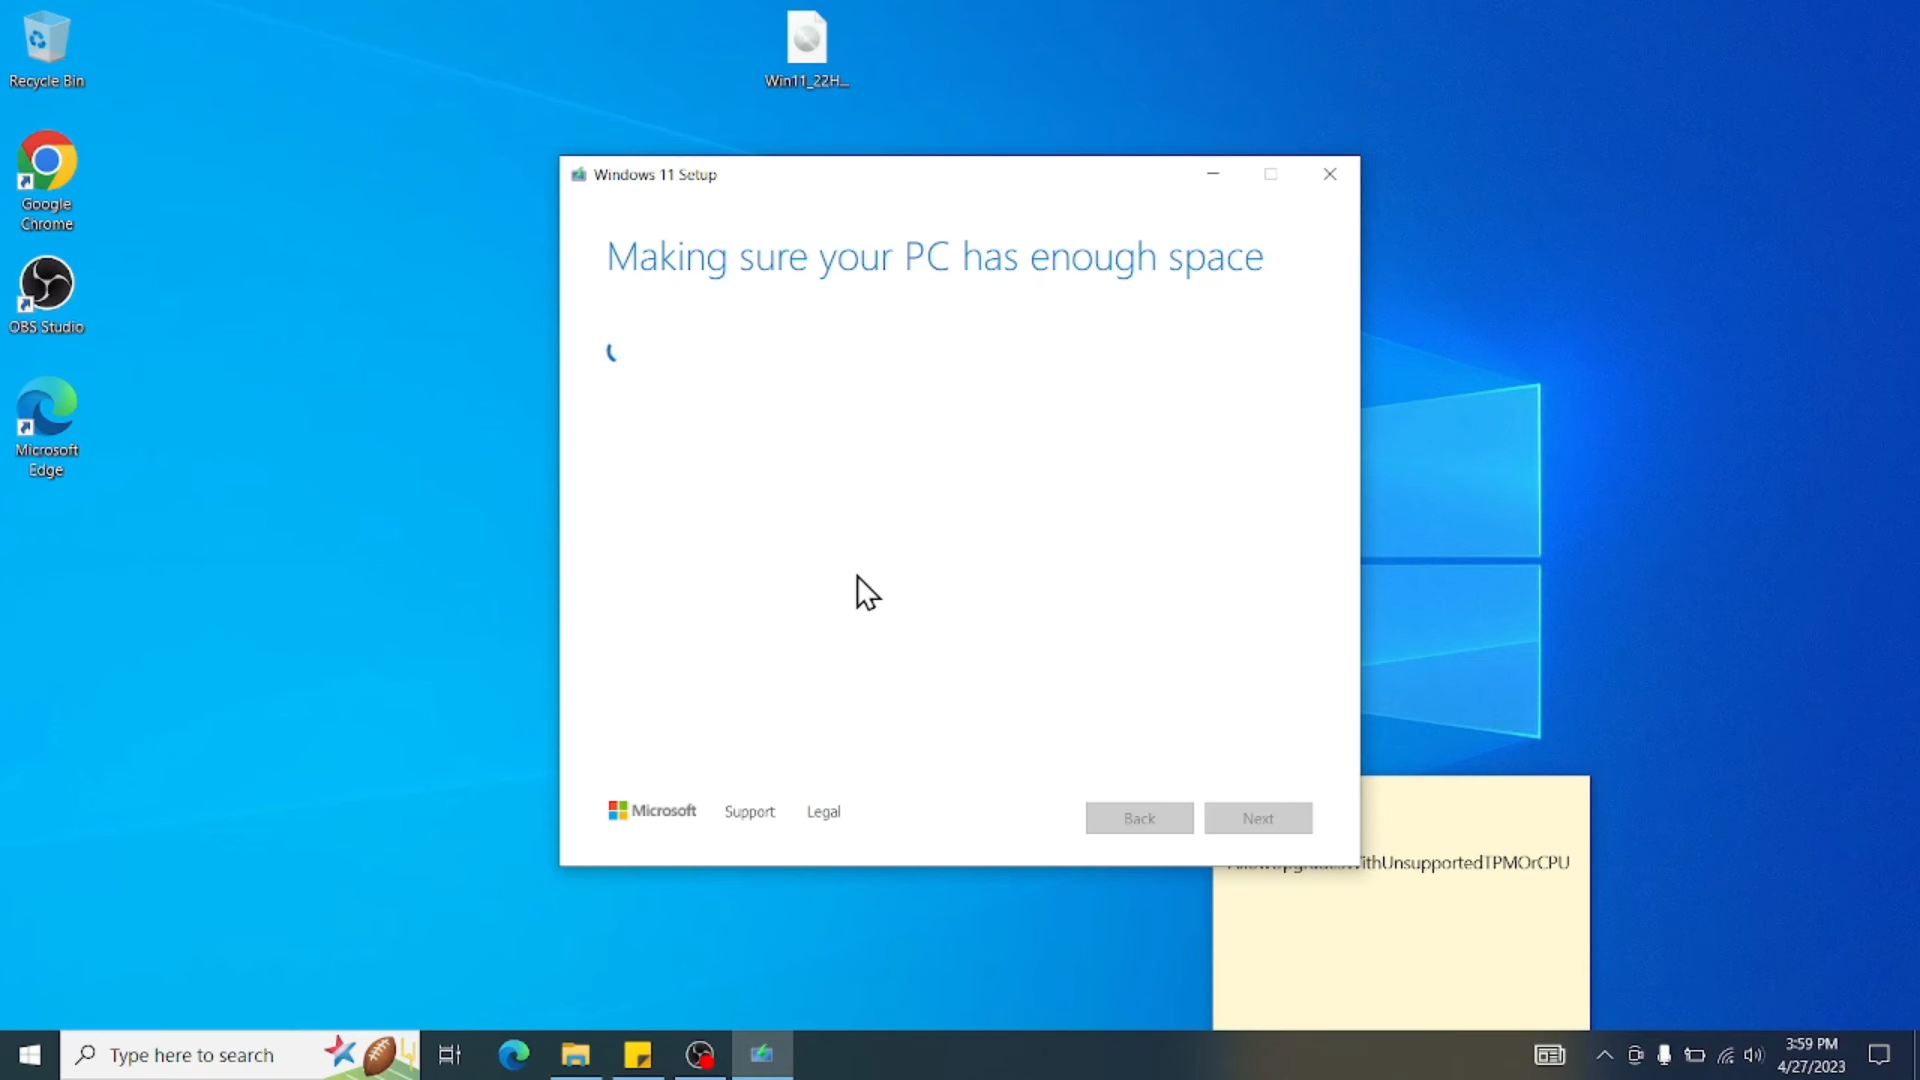 Recycle Bin
Win11_22H...
Google
Chrome
OBS Studio
Microsoft
Edge
Windows 11 Setup
Making sure your PC has enough space
Microsoft Support Legal
Back Next
ithUnsupportedTPMOrCPU
Type here to search
3:59 PM
4/27/2023